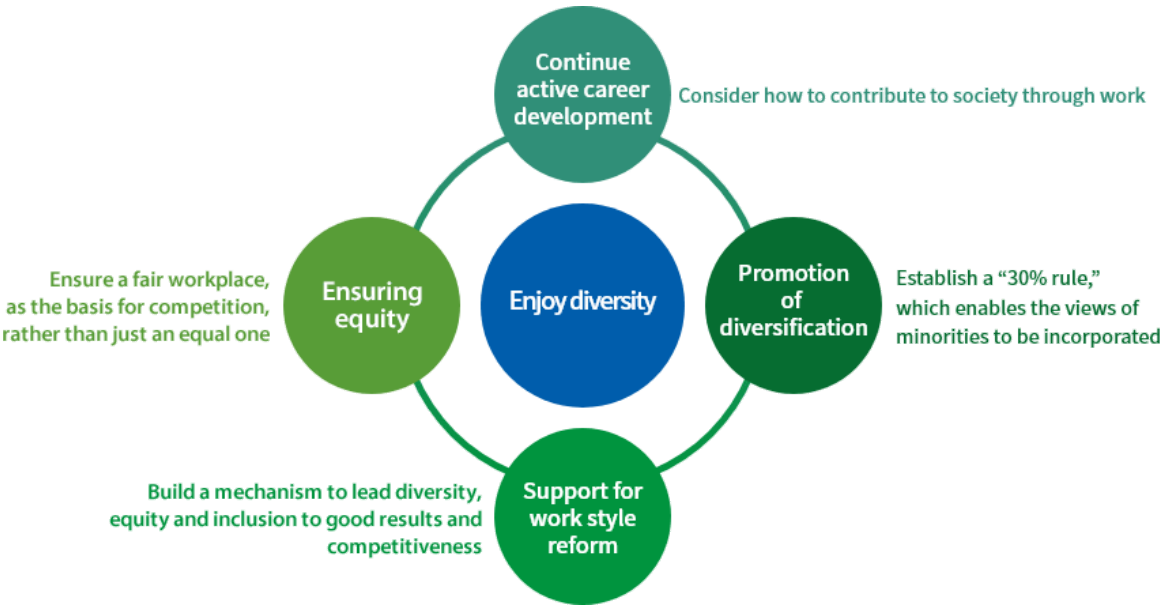 Continue
active career
development
Consider how to contribute to society through work
Ensure a fair workplace,
as the basis for competition,
rather than just an equal one
Ensuring
equity
Enjoy diversity
Promotion
of
diversification
Establish a “30% rule,”
which enables the views of
minorities to be incorporated
Build a mechanism to lead diversity,
equity and inclusion to good results and
competitiveness
Support for
work style
reform